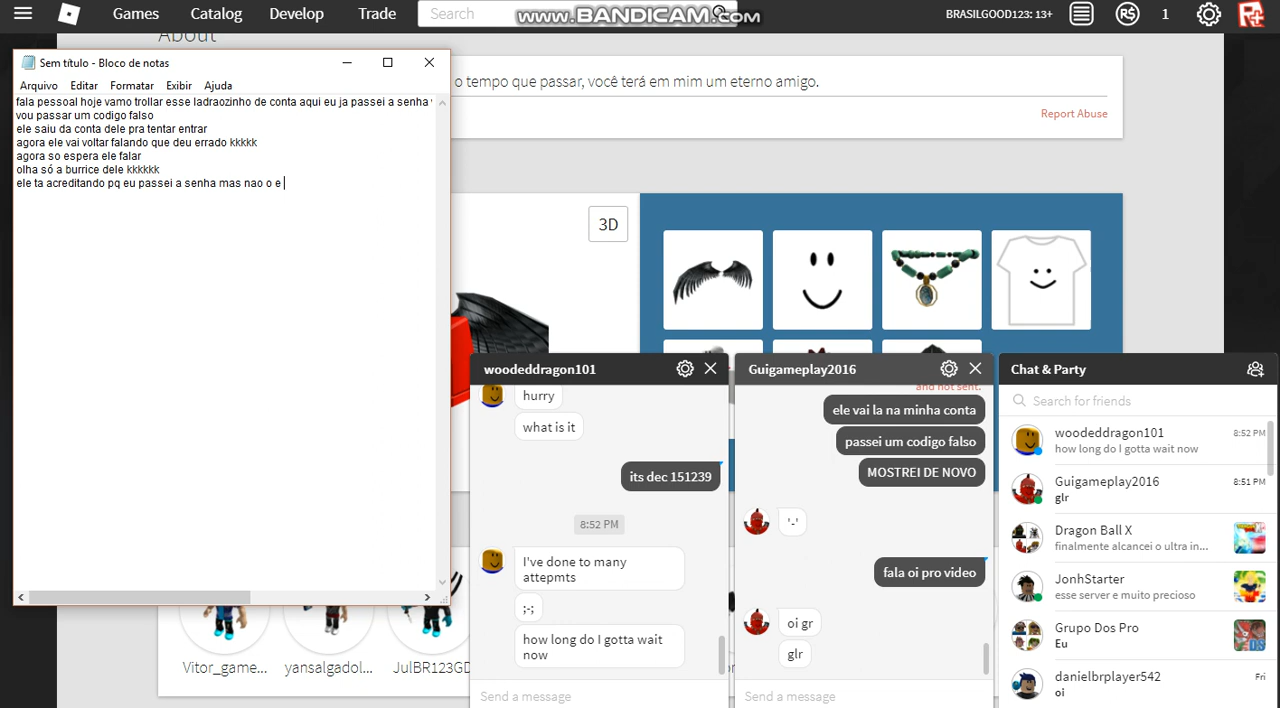 Games
Catalog
Develop
Trade
Search
www.BANDICAM.com
BRASILGOOD123: 13+
R$
1
About
Sem título - Bloco de notas
Arquivo Editar Formatar Exibir Ajuda
fala pessoal hoje vamo trollar esse ladraozinho de conta aqui eu ja passei a senha
vou passar um codigo falso
ele saiu da conta dele pra tentar entrar
agora ele vai voltar falando que deu errado kkkkk
agora so espera ele falar
olha só a burrice dele kkkkkk
ele ta acreditando pq eu passei a senha mas nao o e
o tempo que passar, você terá em mim um eterno amigo.
Report Abuse
3D
Vitor_game...
yansalgadol...
JulBR123GD
woodeddragon101
hurry
what is it
its dec 151239
8:52 PM
I've done to many
attepmts
;-;
how long do I gotta wait
now
Send a message
Guigameplay2016
and not sent.
ele vai la na minha conta
passei um codigo falso
MOSTREI DE NOVO
'-'
fala oi pro video
oi gr
glr
Send a message
Chat & Party
Search for friends
woodeddragon101
8:52 PM
how long do I gotta wait now
Guigameplay2016
8:51 PM
glr
Dragon Ball X
finalmente alcancei o ultra in...
JonhStarter
esse server e muito precioso
Grupo Dos Pro
Eu
danielbrplayer542
Fri
oi